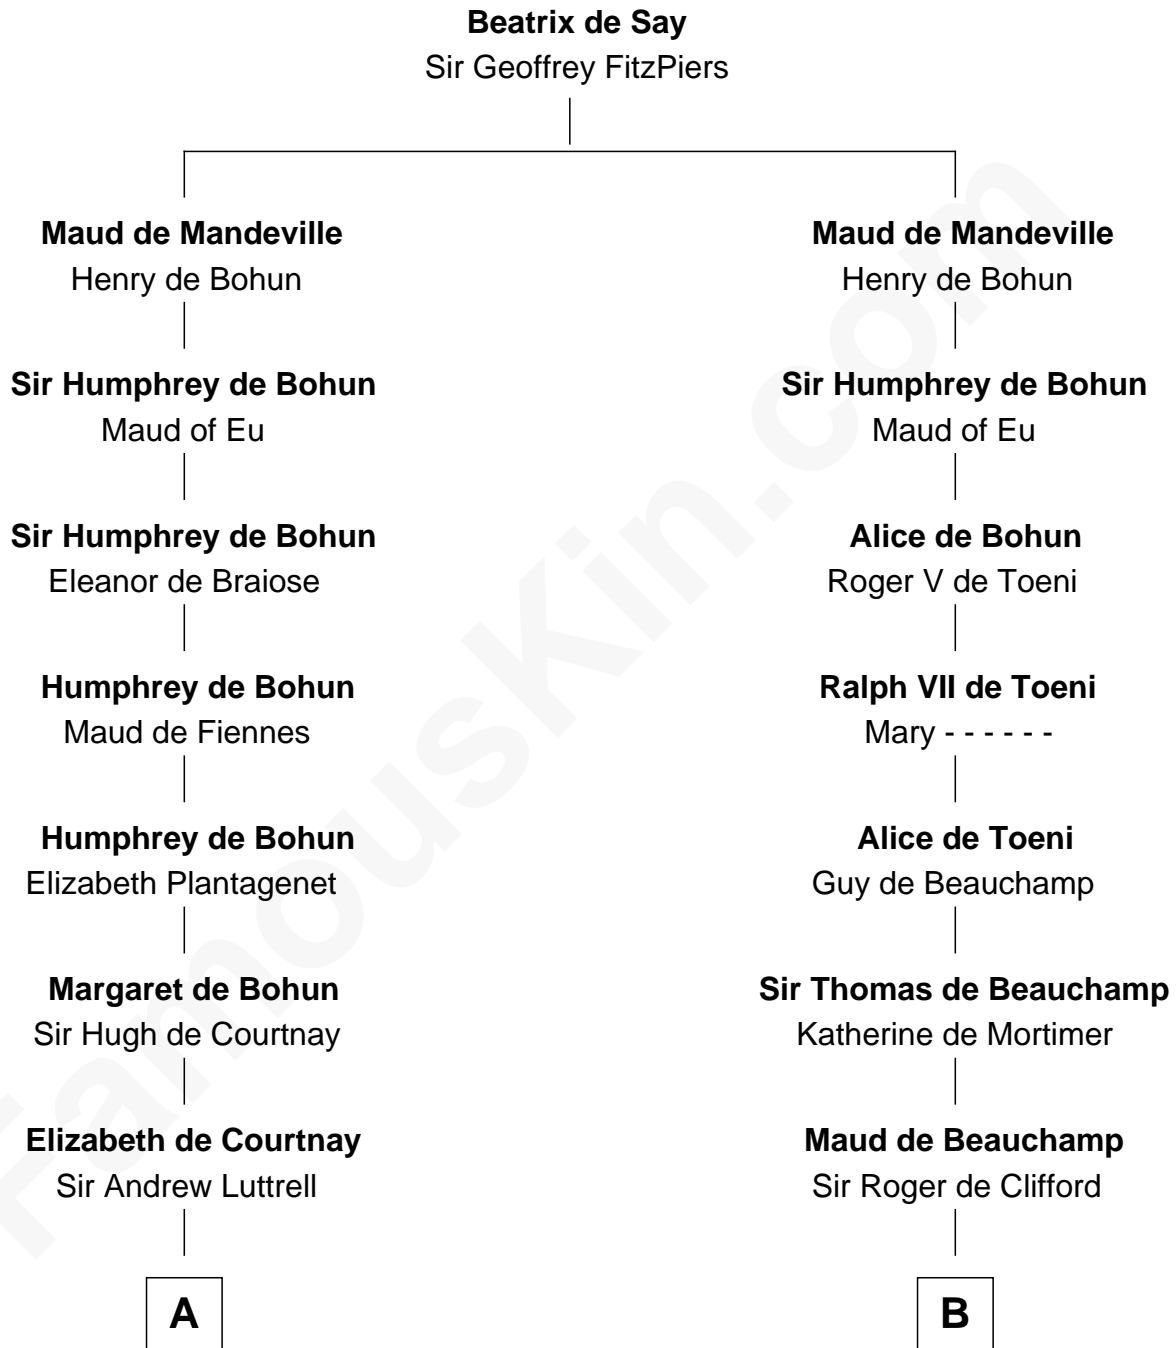 Beatrix de Say
Sir Geoffrey FitzPiers
Maud de Mandeville
Henry de Bohun
Sir Humphrey de Bohun
Maud of Eu
Sir Humphrey de Bohun
Eleanor de Braiose
Humphrey de Bohun
Maud de Fiennes
Humphrey de Bohun
Elizabeth Plantagenet
Margaret de Bohun
Sir Hugh de Courtnay
Elizabeth de Courtnay
Sir Andrew Luttrell
A
Maud de Mandeville
Henry de Bohun
Sir Humphrey de Bohun
Maud of Eu
Alice de Bohun
Roger V de Toeni
Ralph VII de Toeni
Mary - - - - - -
Alice de Toeni
Guy de Beauchamp
Sir Thomas de Beauchamp
Katherine de Mortimer
Maud de Beauchamp
Sir Roger de Clifford
B
FamousKin.com